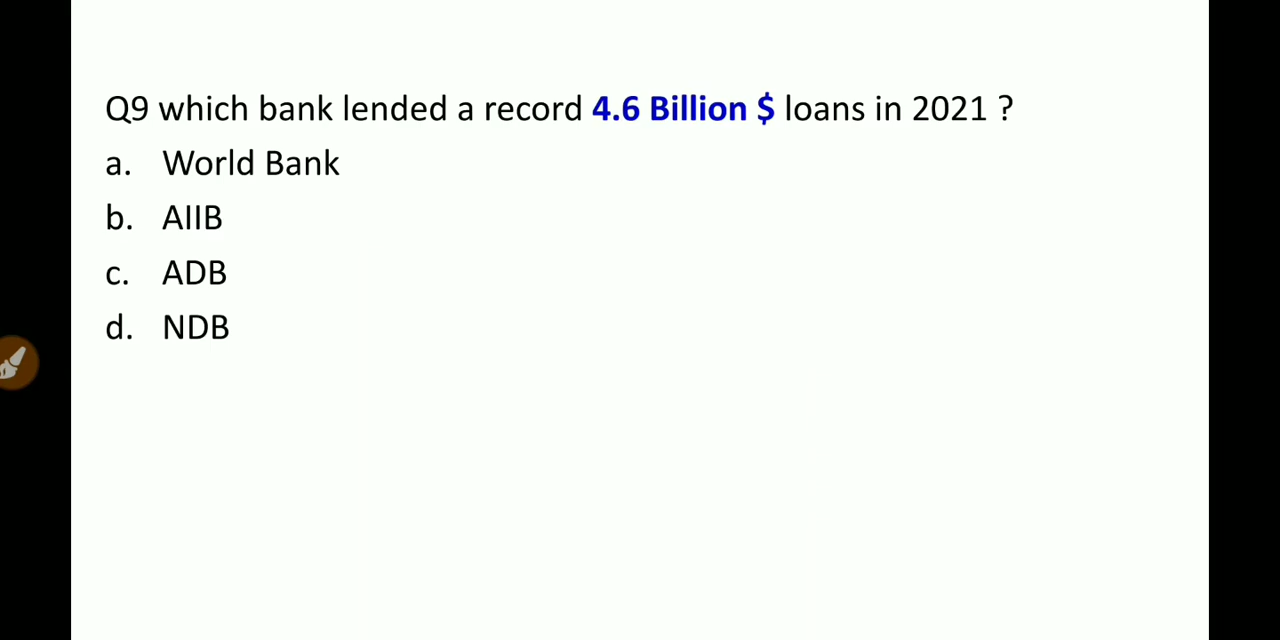 Q9 which bank lended a record 4.6 Billion $ loans in 2021 ?
a. World Bank
b. AIIB
c. ADB
d. NDB